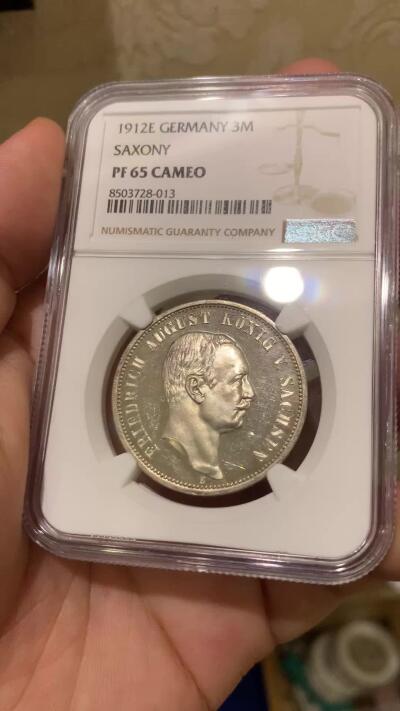 1912E GERMANY 3M
SAXONY
PF 65 CAMEO
8503728-013
NUMISMATIC GUARANTY COMPANY
FRIEDRICH AUGUST KÖNIG V. SACHSEN
E